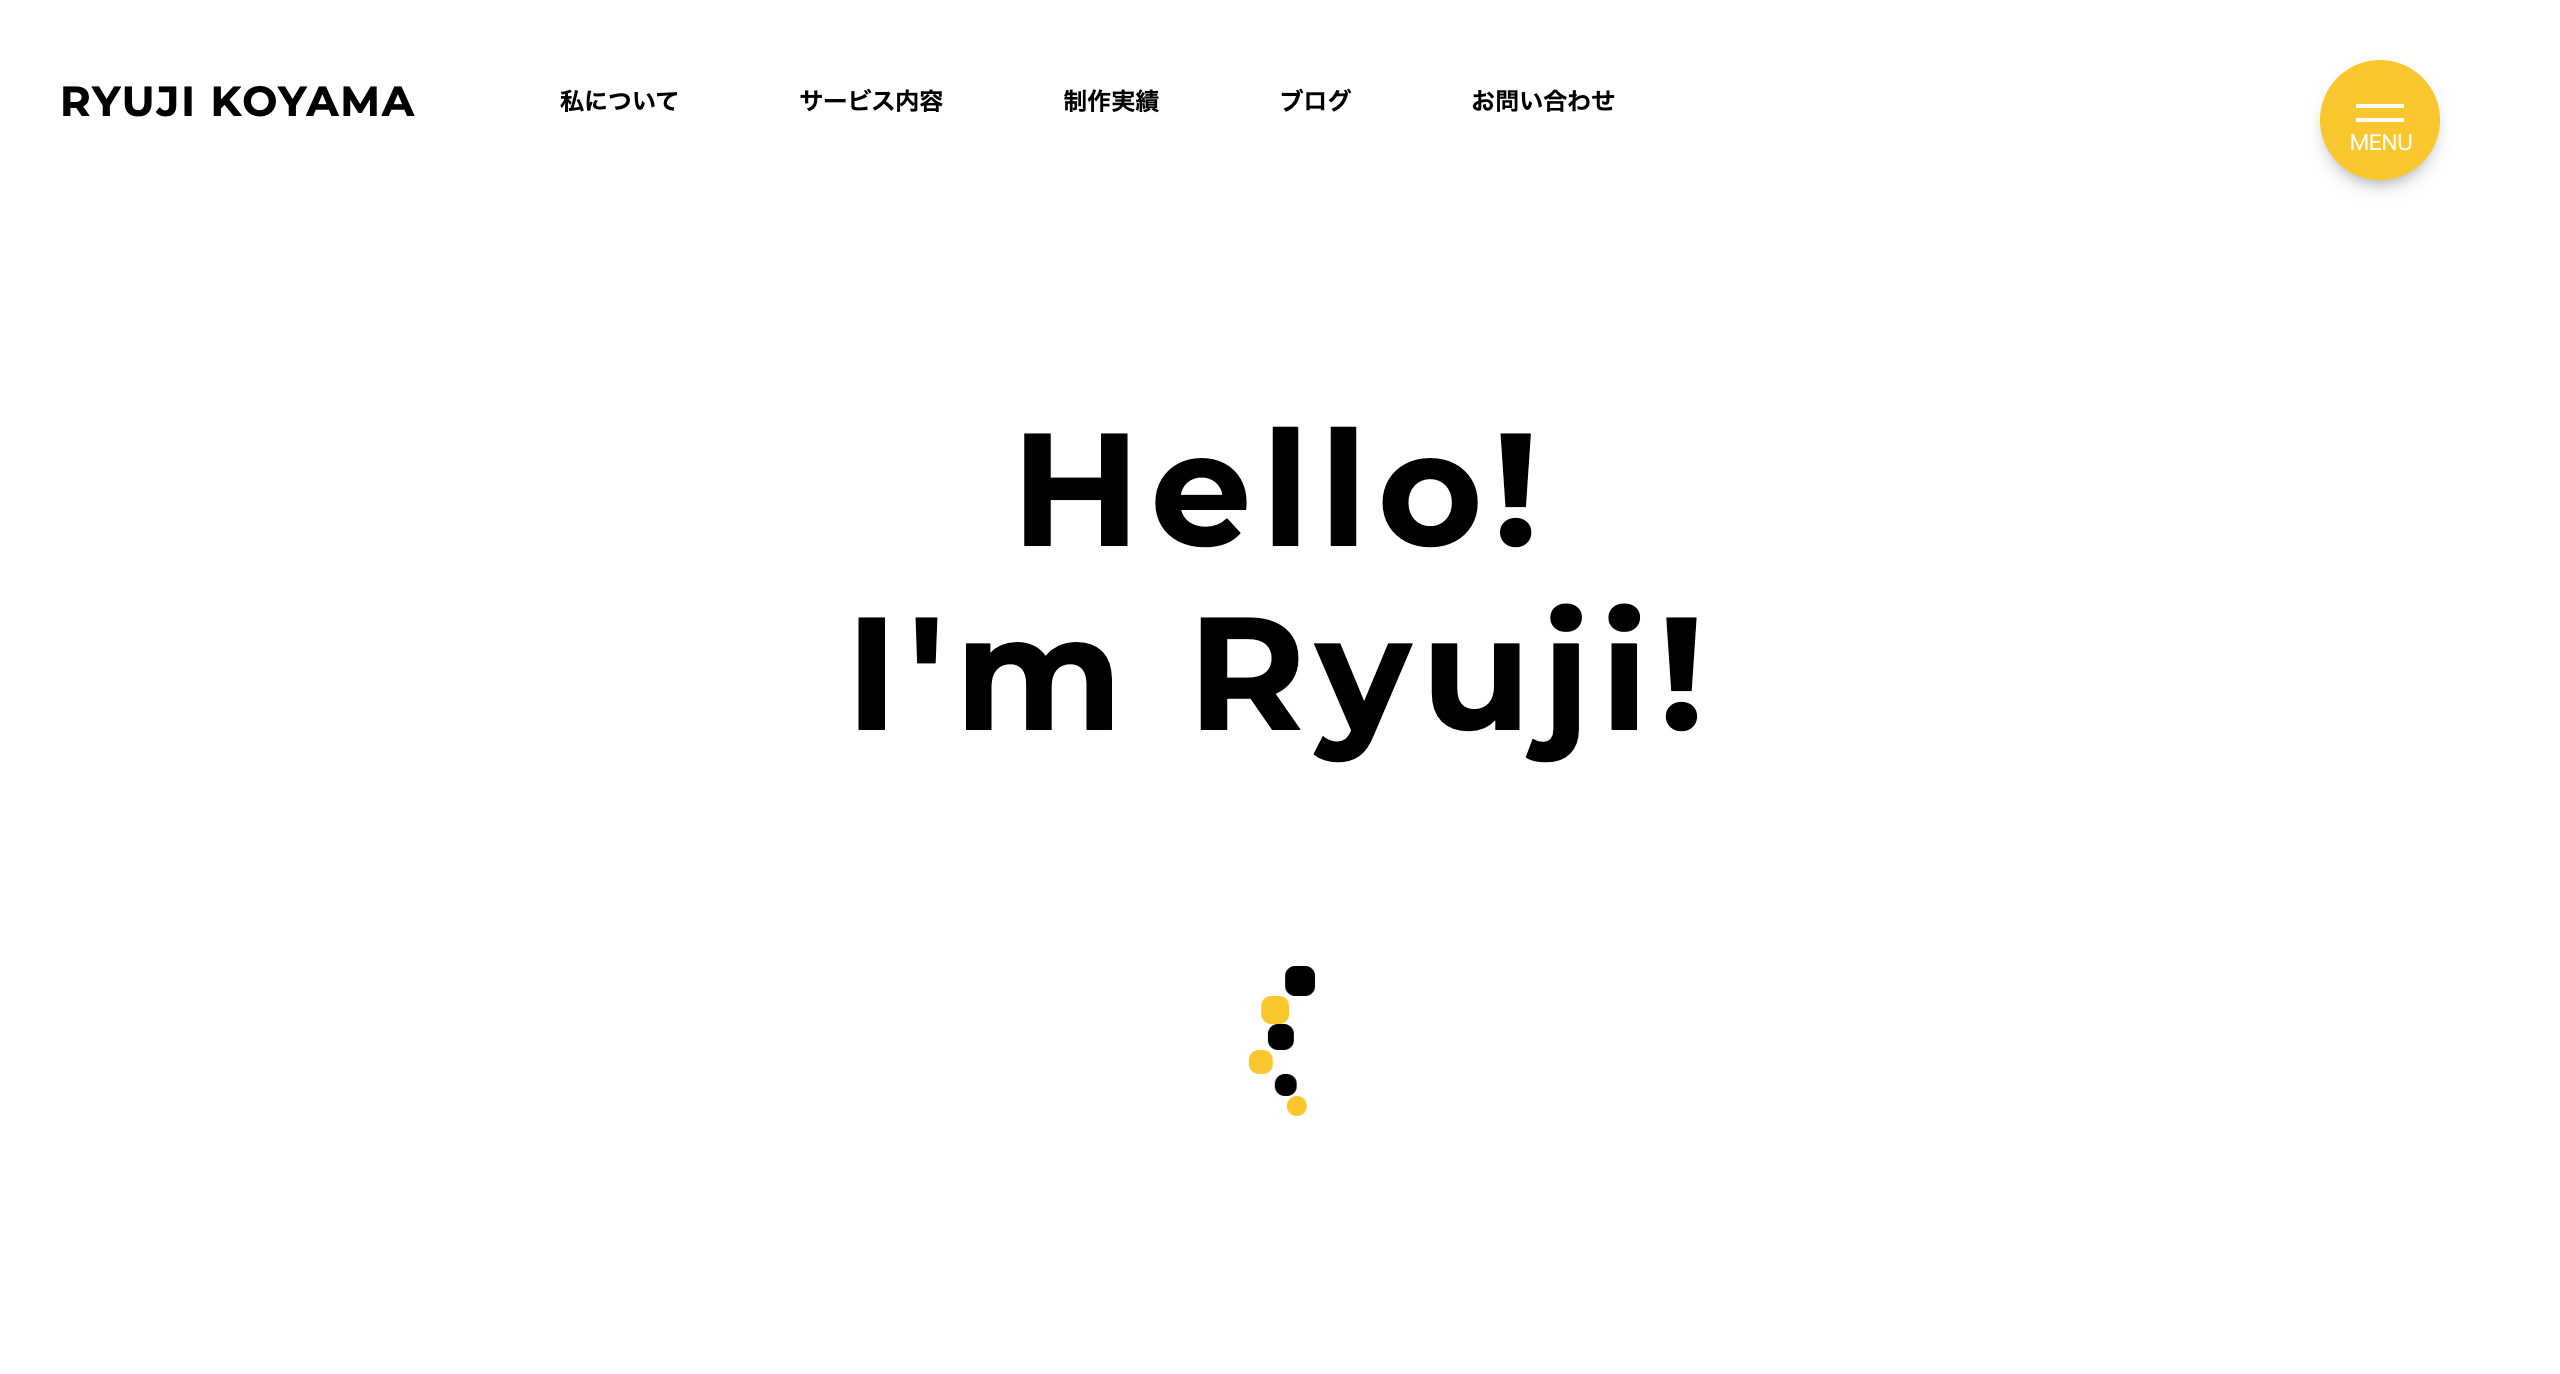 RYUJI KOYAMA
私について
サービス内容
制作実績
ブログ
お問い合わせ
MENU
Hello!
I'm Ryuji!